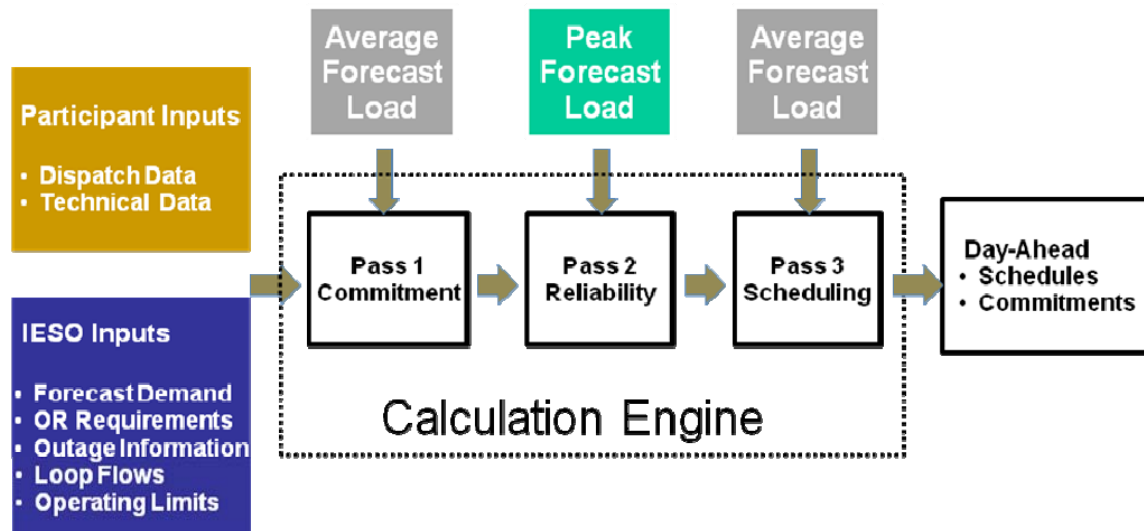 Average
Forecast
Load
Peak
Forecast
Load
Average
Forecast
Load
Participant Inputs
• Dispatch Data
• Technical Data
IESO Inputs
• Forecast Demand
• OR Requirements
• Outage Information
• Loop Flows
• Operating Limits
Pass 1
Commitment
Pass 2
Reliability
Pass 3
Scheduling
Calculation Engine
Day-Ahead
• Schedules
• Commitments